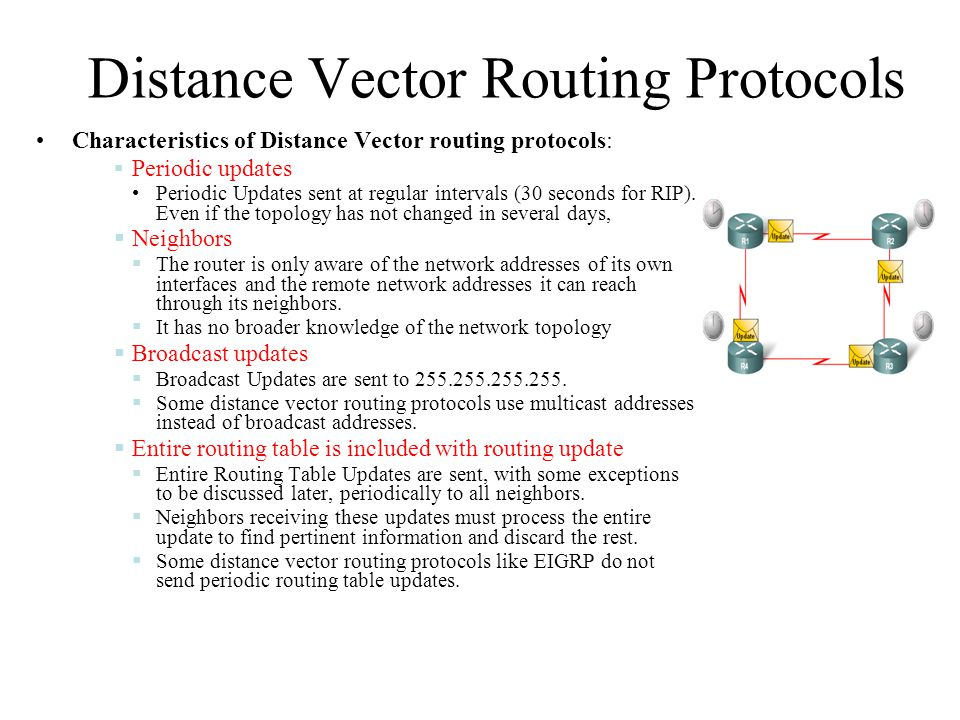 Distance Vector Routing Protocols
• Characteristics of Distance Vector routing protocols:
▪ Periodic updates
• Periodic Updates sent at regular intervals (30 seconds for RIP).
Even if the topology has not changed in several days,
▪ Neighbors
▪ The router is only aware of the network addresses of its own
interfaces and the remote network addresses it can reach
through its neighbors.
▪ It has no broader knowledge of the network topology
▪ Broadcast updates
▪ Broadcast Updates are sent to 255.255.255.255.
▪ Some distance vector routing protocols use multicast addresses
instead of broadcast addresses.
▪ Entire routing table is included with routing update
▪ Entire Routing Table Updates are sent, with some exceptions
to be discussed later, periodically to all neighbors.
▪ Neighbors receiving these updates must process the entire
update to find pertinent information and discard the rest.
▪ Some distance vector routing protocols like EIGRP do not
send periodic routing table updates.
R1
Update
R2
Update
Update
R4
Update
R3